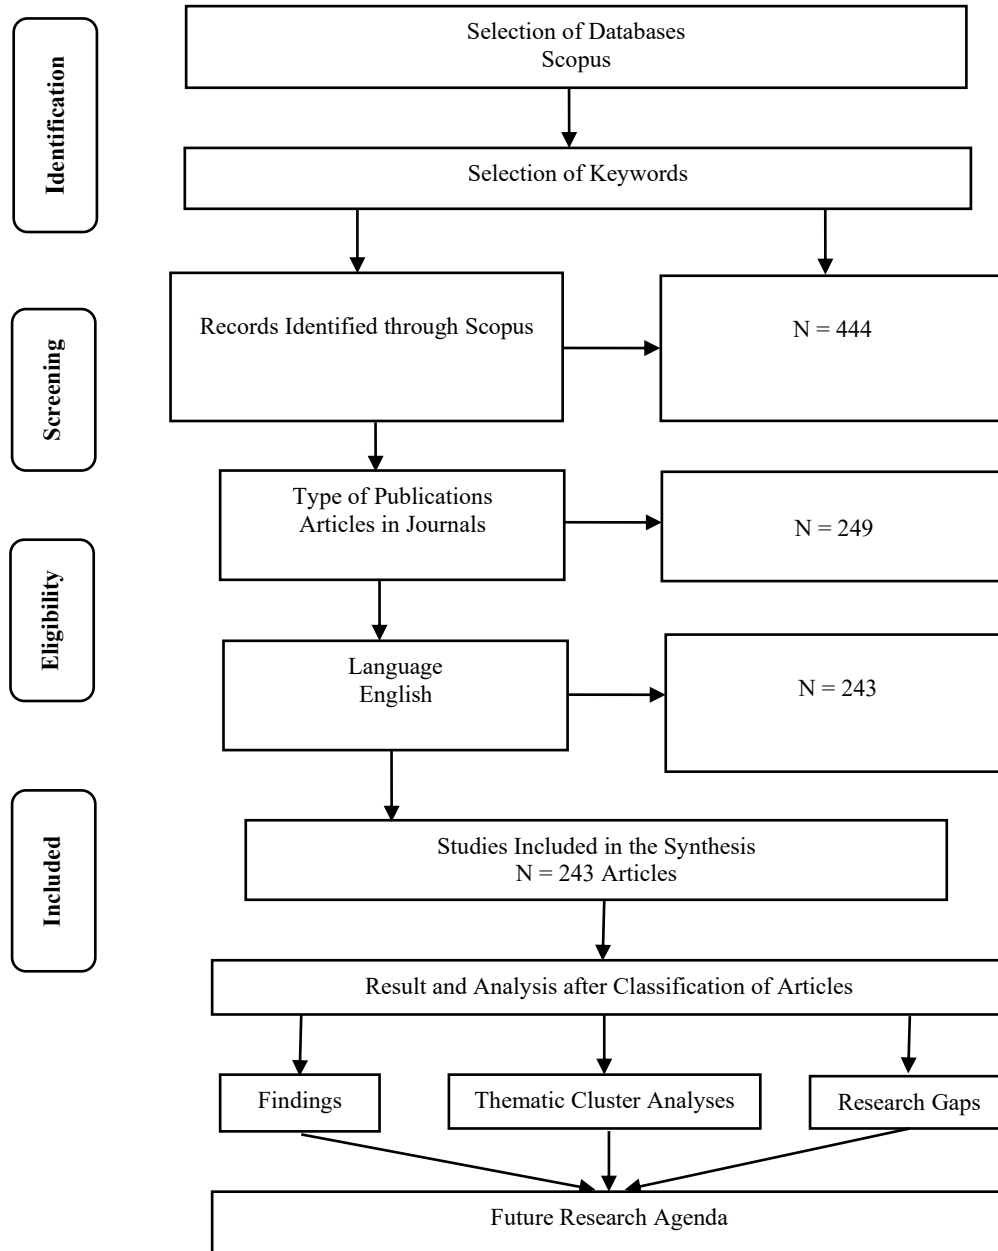 Identification
Selection of Databases
Scopus
Selection of Keywords
Screening
Records Identified through Scopus
N = 444
Type of Publications
Articles in Journals
N = 249
Eligibility
Language
English
N = 243
Included
Studies Included in the Synthesis
N = 243 Articles
Result and Analysis after Classification of Articles
Findings
Thematic Cluster Analyses
Research Gaps
Future Research Agenda